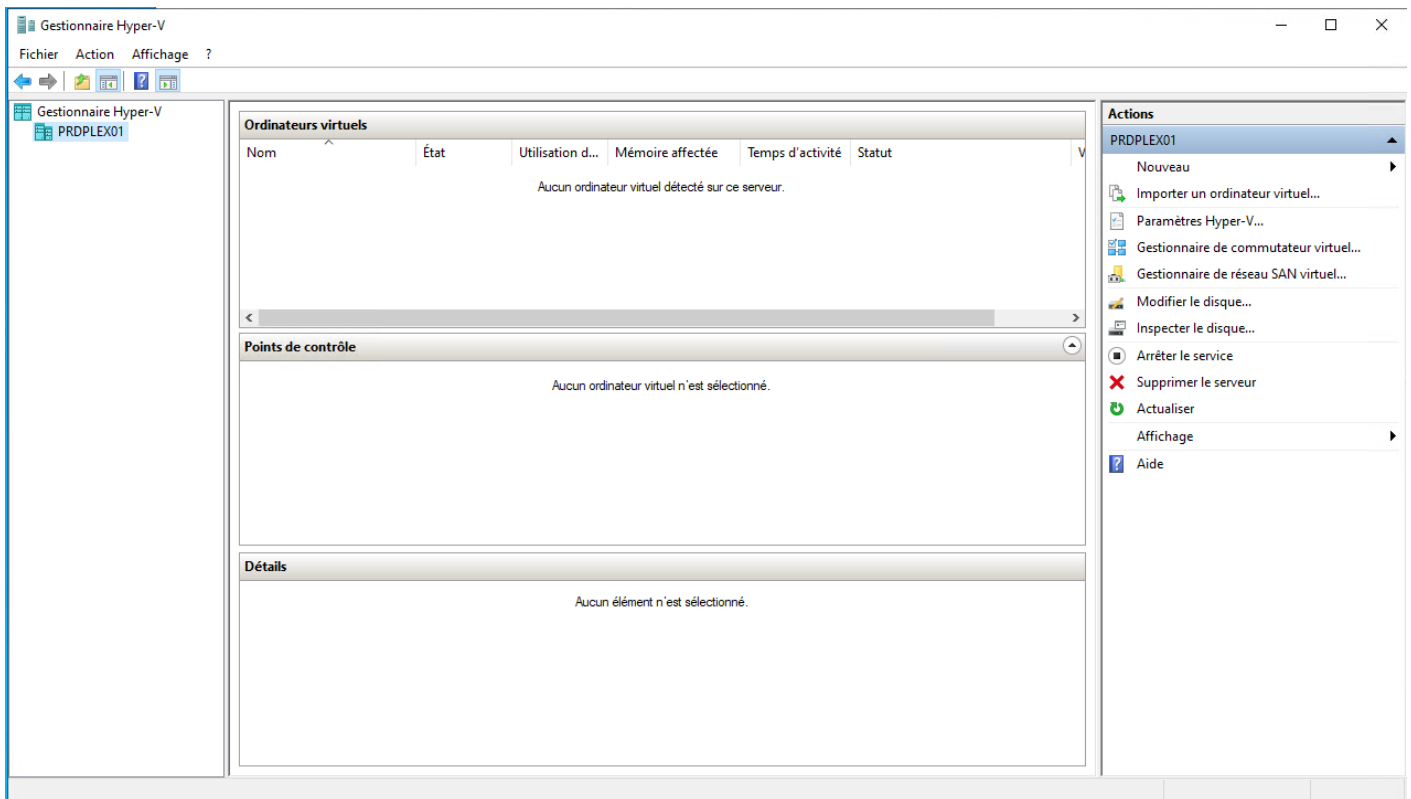 Gestionnaire Hyper-V
Fichier Action Affichage ?
Gestionnaire Hyper-V
PRDPLEX01
Ordinateurs virtuels
Nom État Utilisation d... Mémoire affectée Temps d'activité Statut V
Aucun ordinateur virtuel détecté sur ce serveur.
Points de contrôle
Aucun ordinateur virtuel n'est sélectionné.
Détails
Aucun élément n'est sélectionné.
Actions
PRDPLEX01
Nouveau
Importer un ordinateur virtuel...
Paramètres Hyper-V...
Gestionnaire de commutateur virtuel...
Gestionnaire de réseau SAN virtuel...
Modifier le disque...
Inspecter le disque...
Arrêter le service
Supprimer le serveur
Actualiser
Affichage
Aide